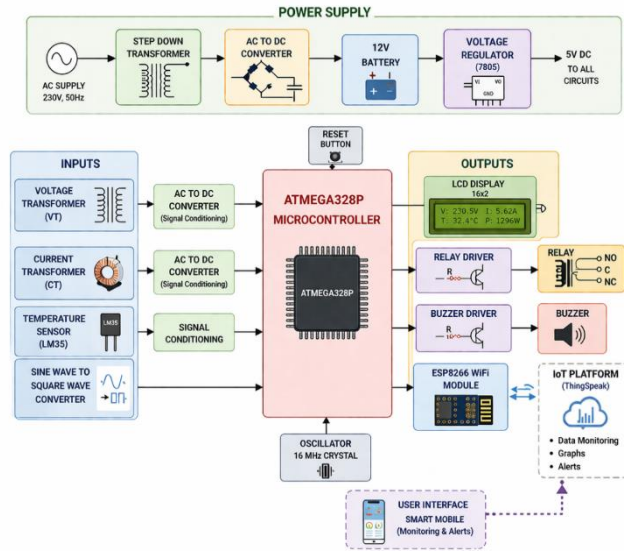 POWER SUPPLY
AC SUPPLY
230V, 50Hz
STEP DOWN
TRANSFORMER
AC TO DC
CONVERTER
12V
BATTERY
VOLTAGE
REGULATOR
(7805)
GND
5V DC
TO ALL
CIRCUITS
RESET
BUTTON
INPUTS
VOLTAGE
TRANSFORMER
(VT)
AC TO DC
CONVERTER
(Signal Conditioning)
CURRENT
TRANSFORMER
(CT)
AC TO DC
CONVERTER
(Signal Conditioning)
TEMPERATURE
SENSOR
(LM35)
LM35
SIGNAL
CONDITIONING
SINE WAVE TO
SQUARE WAVE
CONVERTER
ATMEGA328P
MICROCONTROLLER
ATMEGA328P
OSCILLATOR
16 MHz CRYSTAL
OUTPUTS
LCD DISPLAY
16x2
V: 230.5V I: 5.62A
T: 32.4°C P: 1296W
RELAY DRIVER
R
RELAY
NO
C
NC
BUZZER DRIVER
R
BUZZER
ESP8266 WiFi
MODULE
IoT PLATFORM
(ThingSpeak)
• Data Monitoring
• Graphs
• Alerts
USER INTERFACE
SMART MOBILE
(Monitoring & Alerts)